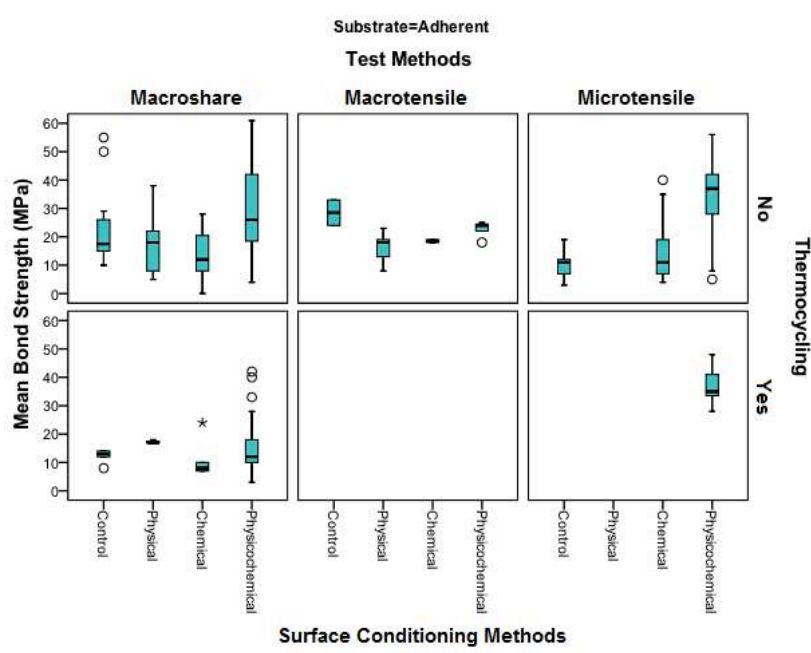 Substrate=Adherent
Test Methods
Macroshare Macrotensile Microtensile
60
50
40
30
20
10
0
60
50
40
30
20
10
0
Mean Bond Strength (MPa)
No
Yes
Thermocycling
Control Physical Chemical Physicochemical Control Physical Chemical Physicochemical Control Physical Chemical Physicochemical
Surface Conditioning Methods